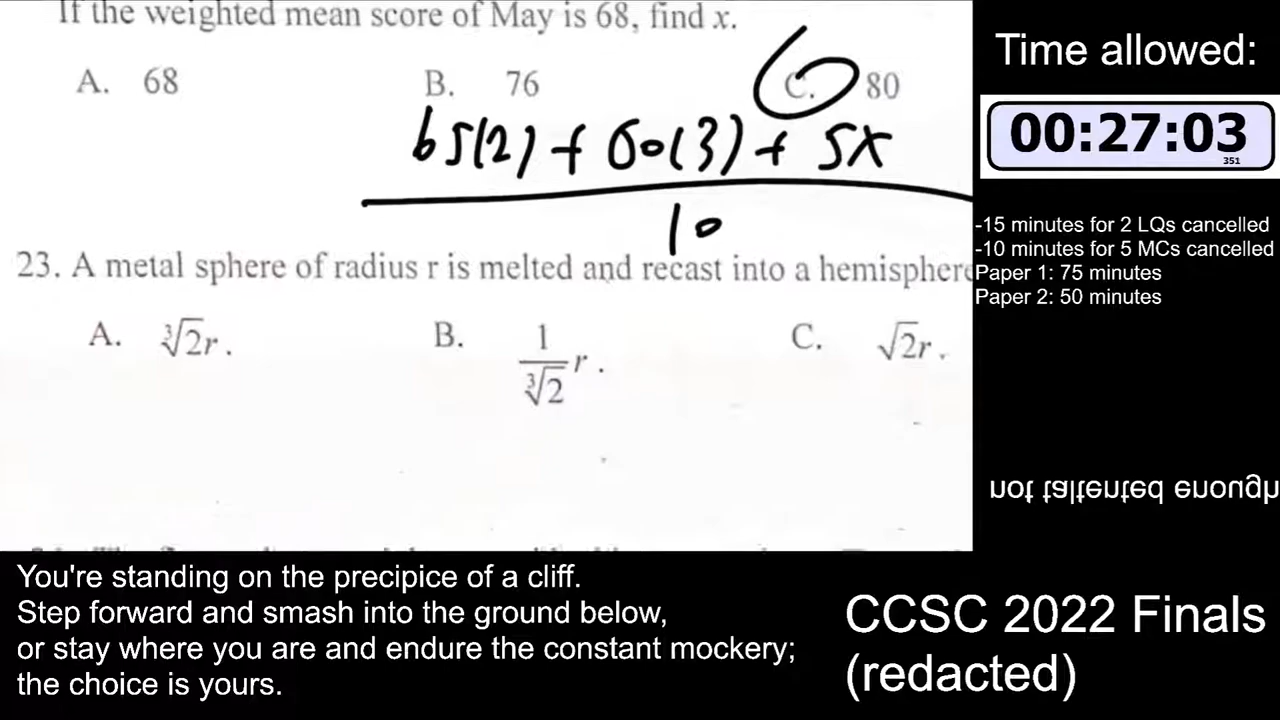 If the weighted mean score of May is 68, find x.
A. 68 B. 76 C. 80
65(2) + 60(3) + 5x
10
23. A metal sphere of radius r is melted and recast into a hemisphere
A. ∛2r. B. 1/∛2 r. C. √2r.
Time allowed:
00:27:03
351
-15 minutes for 2 LQs cancelled
-10 minutes for 5 MCs cancelled
Paper 1: 75 minutes
Paper 2: 50 minutes
not taltented enough
You're standing on the precipice of a cliff.
Step forward and smash into the ground below,
or stay where you are and endure the constant mockery;
the choice is yours.
CCSC 2022 Finals
(redacted)